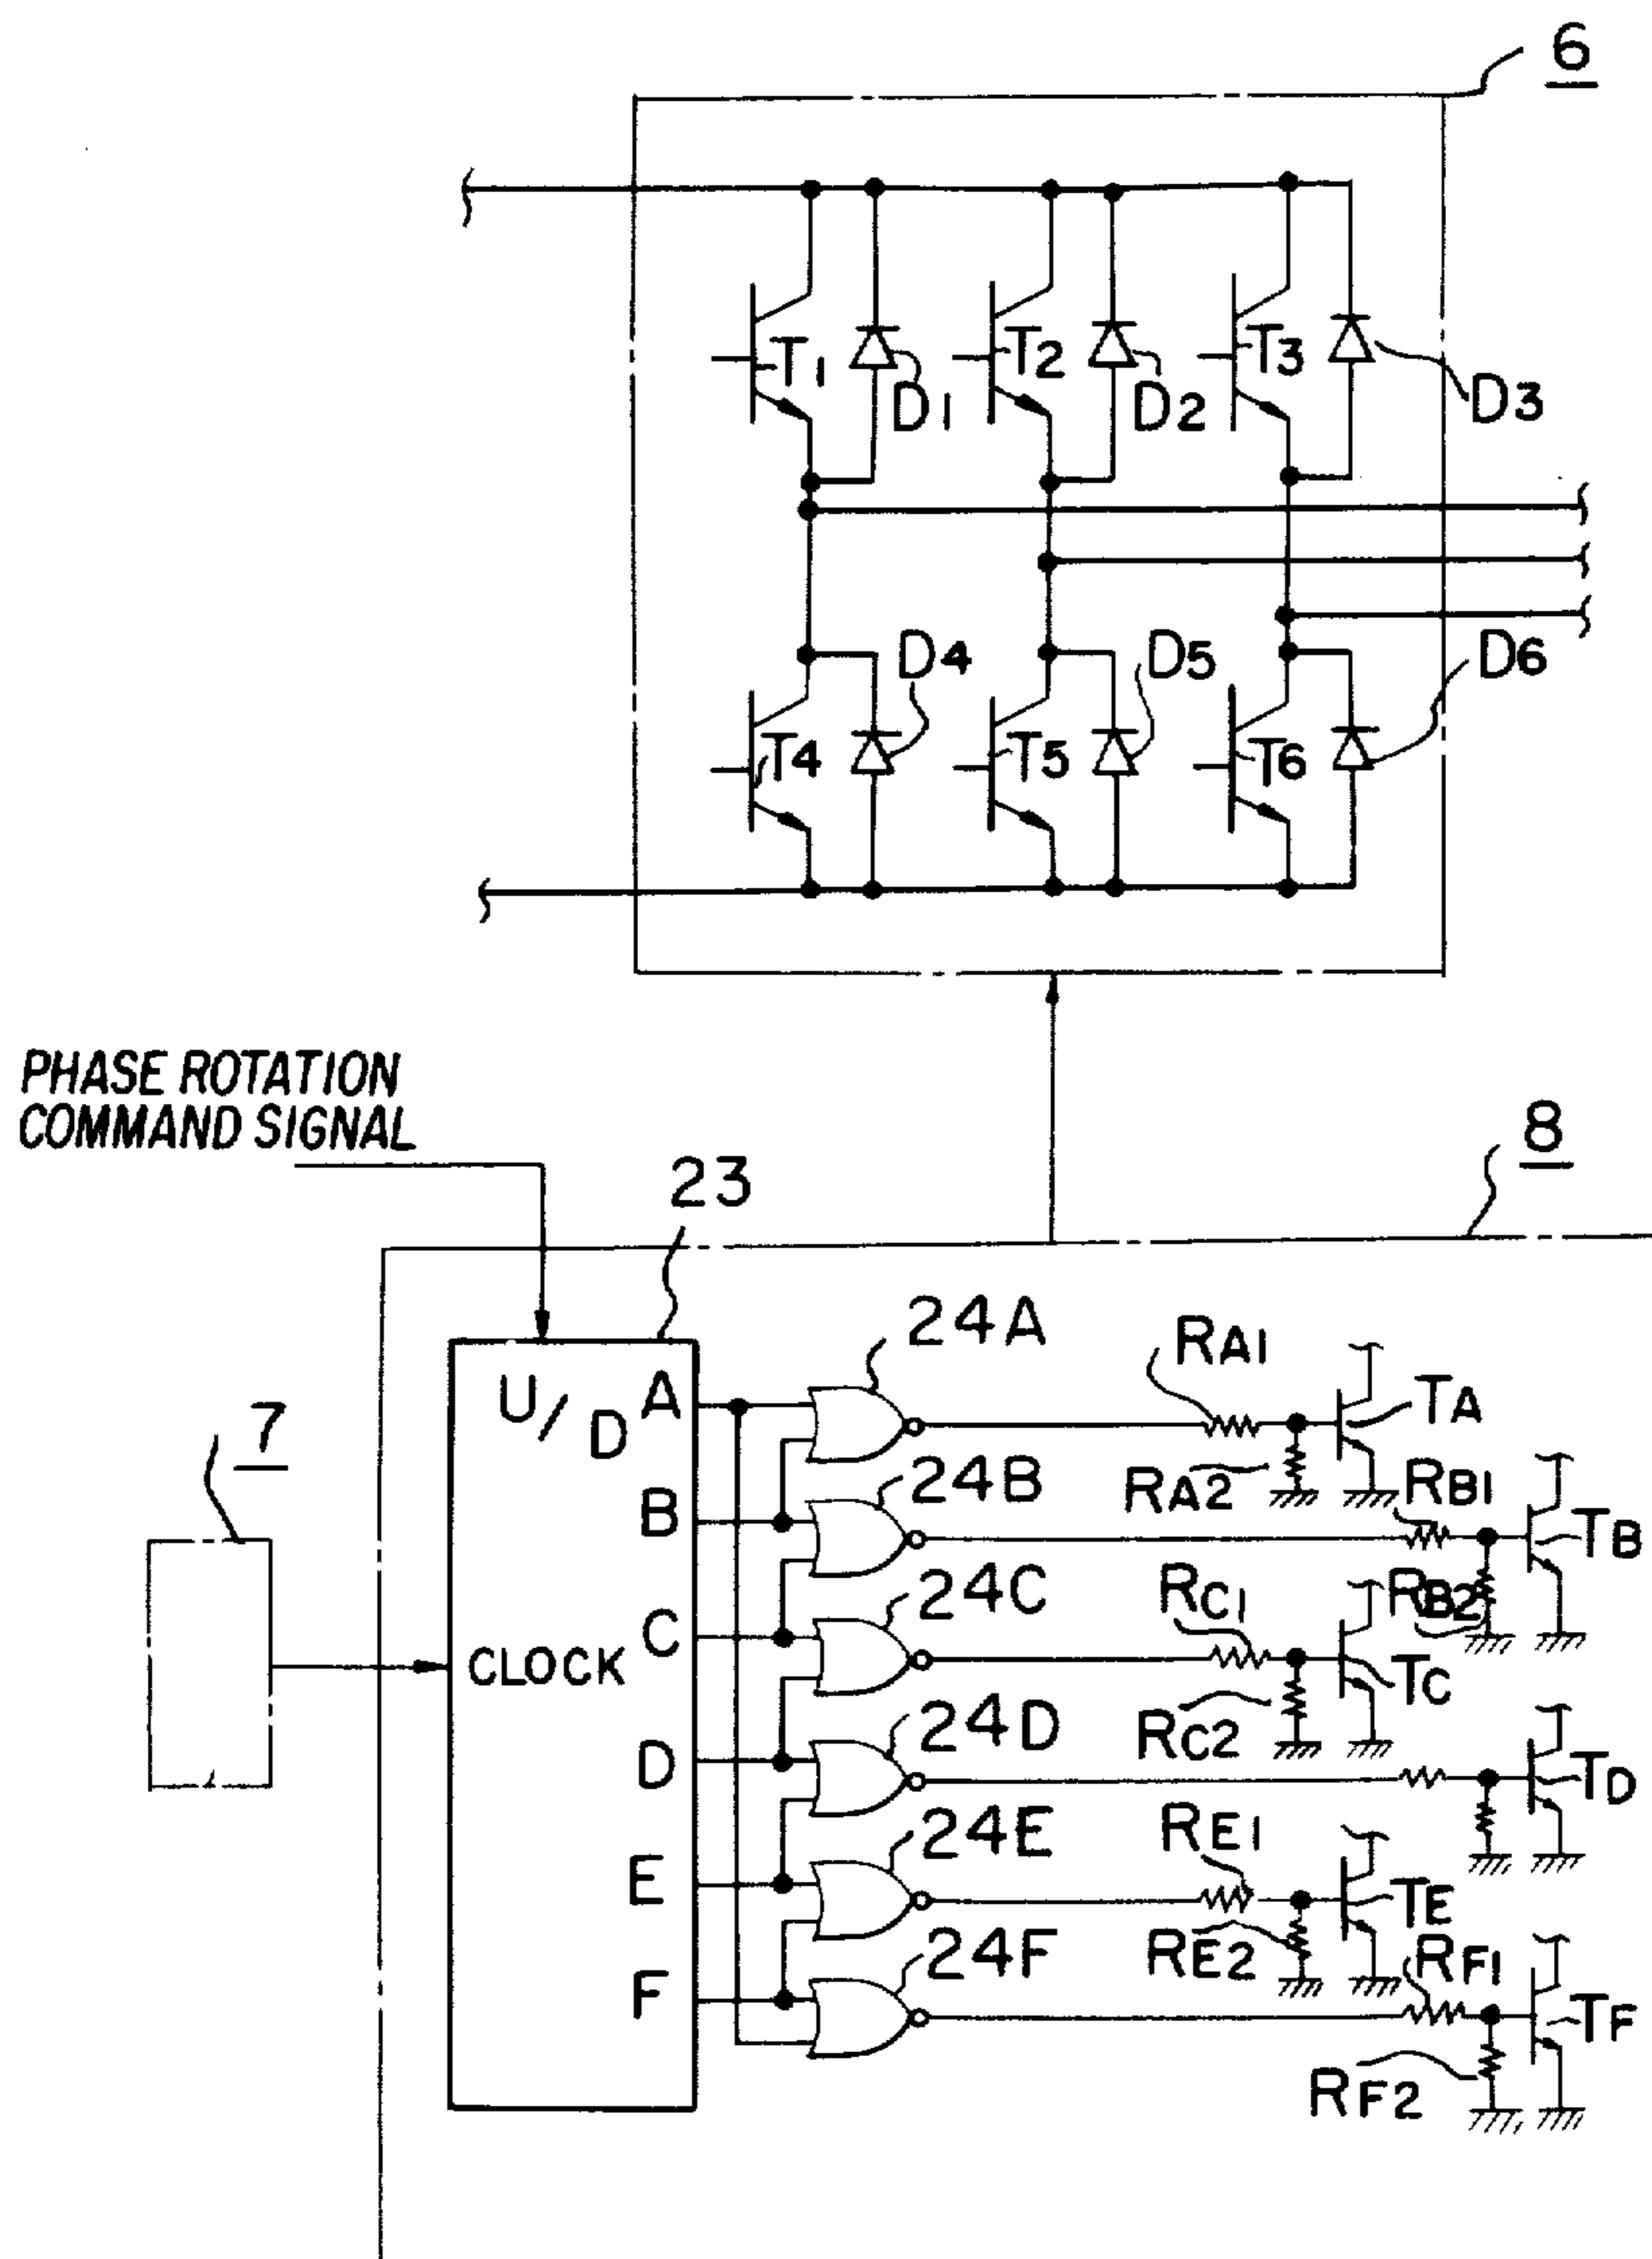 6
T1
D1
T2
D2
T3
D3
D4
T4
D5
T5
D6
T6
PHASE ROTATION
COMMAND SIGNAL
8
23
7
U/D
CLOCK
A
B
C
D
E
F
24A
24B
24C
24D
24E
24F
RA1
TA
RA2
RB1
TB
RB2
RC1
TC
RC2
TD
RE1
TE
RE2
RF1
TF
RF2